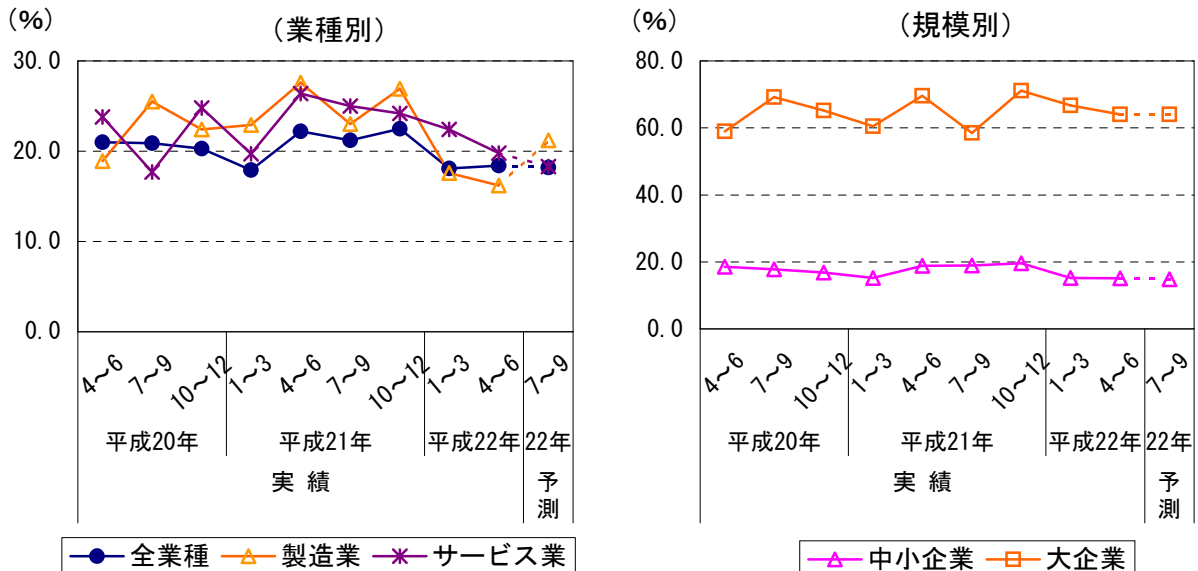 (%)
(業種別)
30.0
20.0
10.0
0.0
4~6
7~9
10~12
1~3
4~6
7~9
10~12
1~3
4~6
7~9
平成20年
平成21年
平成22年
22年
実 績
予測
全業種
製造業
サービス業
(%)
(規模別)
80.0
60.0
40.0
20.0
0.0
4~6
7~9
10~12
1~3
4~6
7~9
10~12
1~3
4~6
7~9
平成20年
平成21年
平成22年
22年
実 績
予測
中小企業
大企業